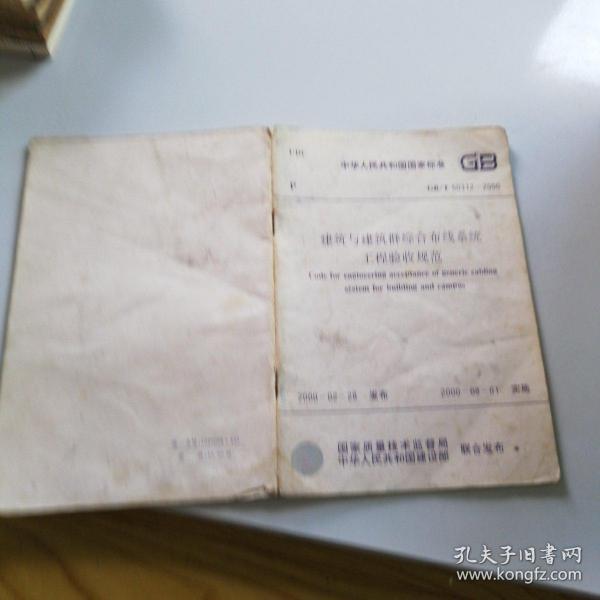 UDC
中华人民共和国国家标准
GB
P
GB/T 50312-2000
建筑与建筑群综合布线系统
工程验收规范
Code for engineering acceptance of generic cabling
system for building and campus
2000-02-28 发布
2000-08-01 实施
国家质量技术监督局
中华人民共和国建设部
联合发布
孔夫子旧书网
www.kongfz.com